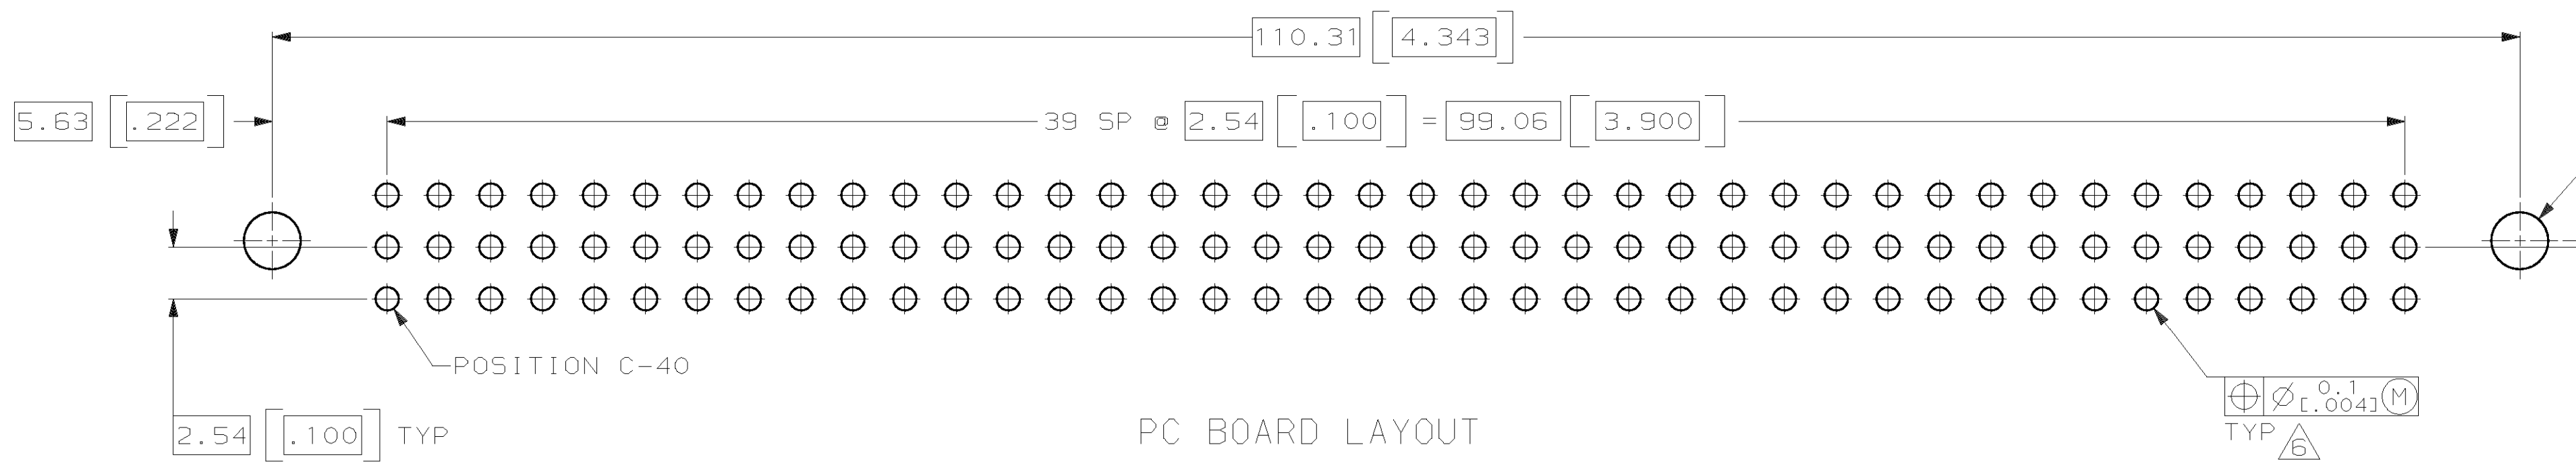 110.31 [4.343]
5.63 [.222]
39 SP @ 2.54 [.100] = 99.06 [3.900]
POSITION C-40
2.54 [.100] TYP
PC BOARD LAYOUT
Ø 0.1 [.004] M
TYP 6